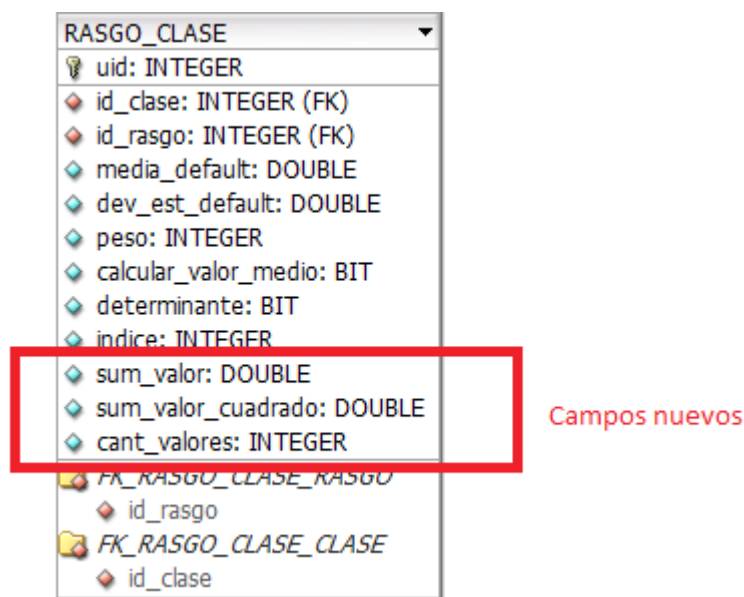 RASGO_CLASE
uid: INTEGER
id_clase: INTEGER (FK)
id_rasgo: INTEGER (FK)
media_default: DOUBLE
dev_est_default: DOUBLE
peso: INTEGER
calcular_valor_medio: BIT
determinante: BIT
indice: INTEGER
sum_valor: DOUBLE
sum_valor_cuadrado: DOUBLE
cant_valores: INTEGER
Campos nuevos
FK_RASGO_CLASE_RASGO
id_rasgo
FK_RASGO_CLASE_CLASE
id_clase